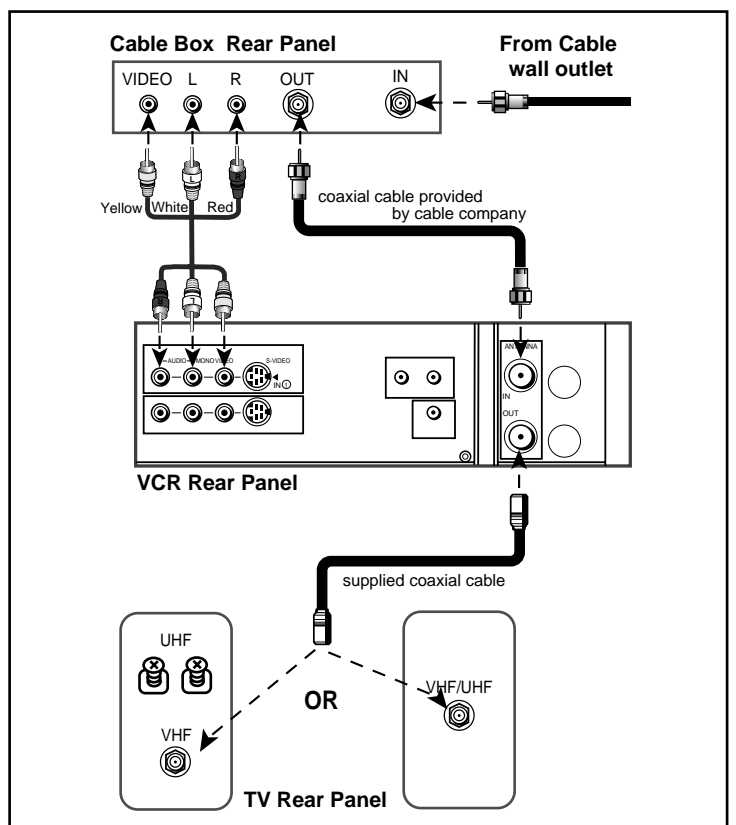 Cable Box Rear Panel
From Cable
wall outlet
VIDEO L R OUT IN
L R
Yellow White Red
coaxial cable provided
by cable company
R L
AUDIO MONO VIDEO S-VIDEO
IN 1
ANTENNA
IN
OUT
VCR Rear Panel
supplied coaxial cable
UHF
VHF/UHF
OR
VHF
TV Rear Panel